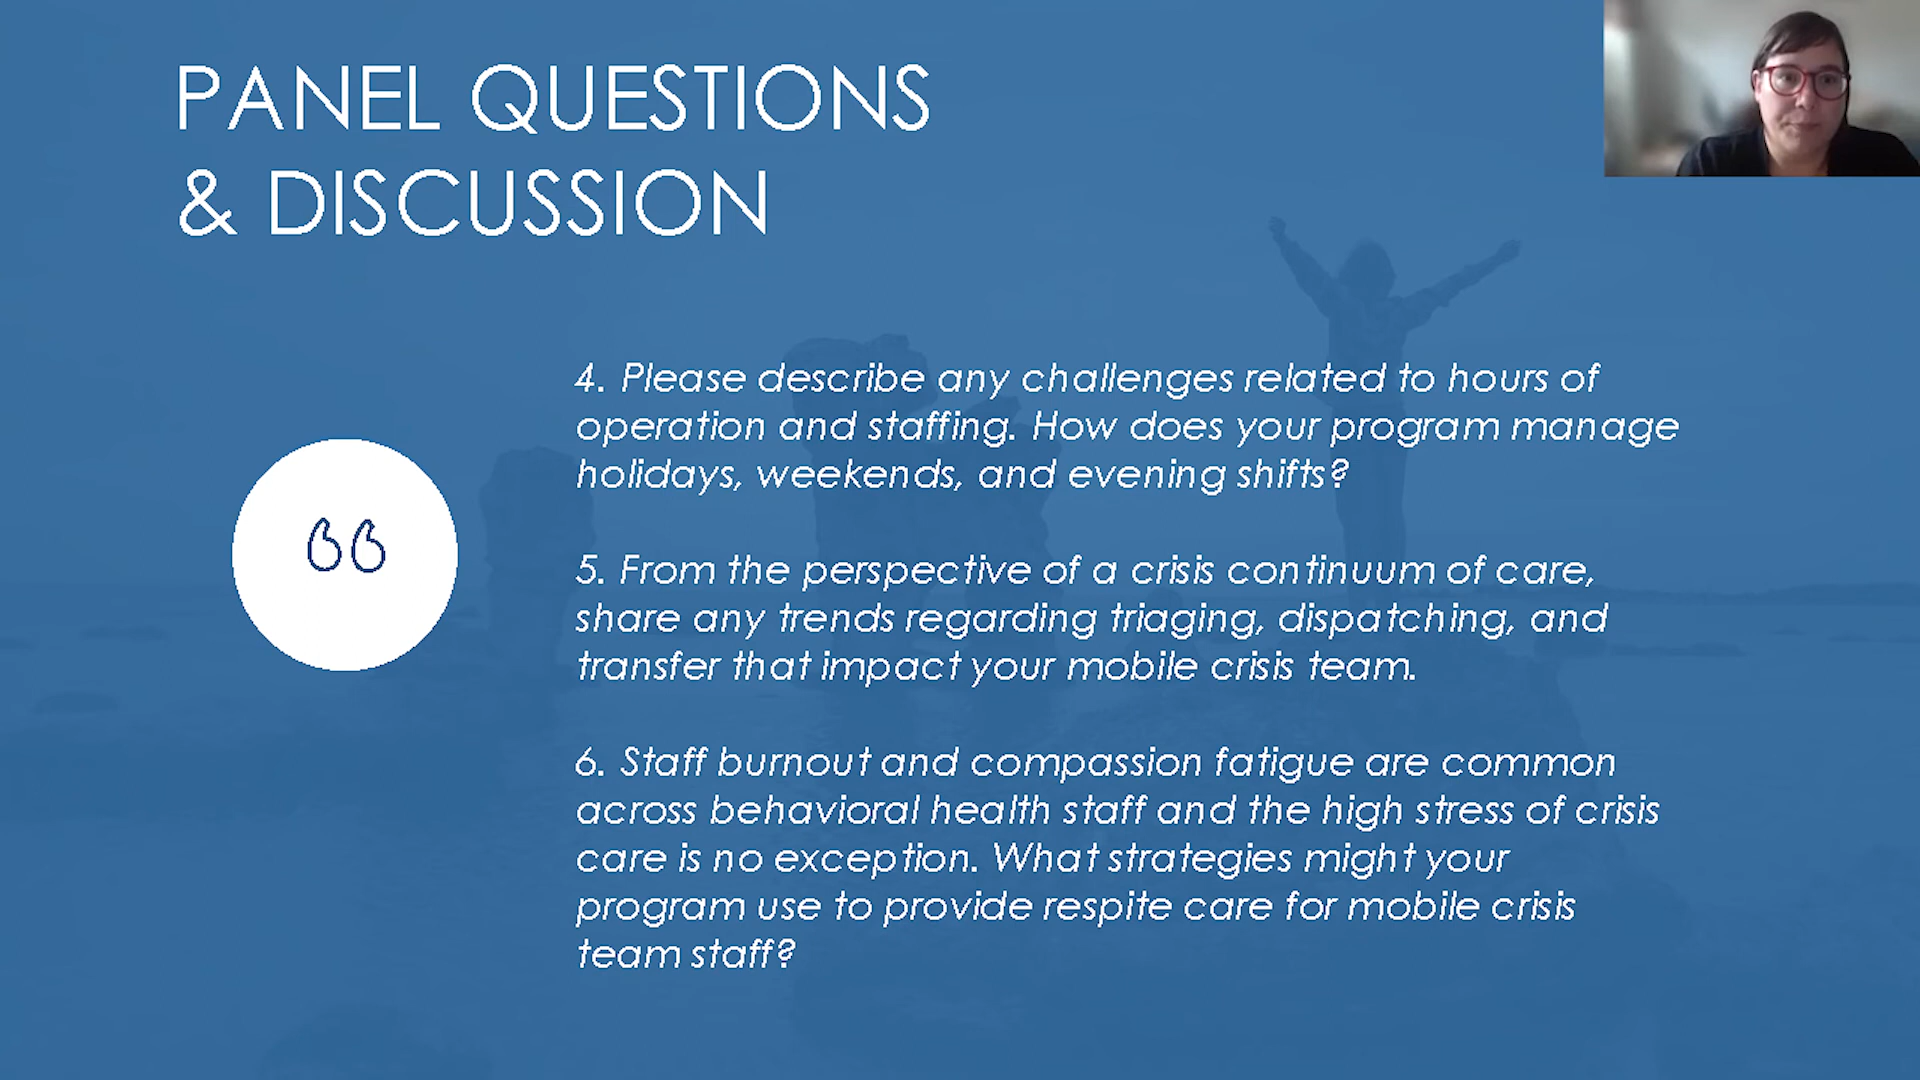 PANEL QUESTIONS
& DISCUSSION
“
4. Please describe any challenges related to hours of
operation and staffing. How does your program manage
holidays, weekends, and evening shifts?
5. From the perspective of a crisis continuum of care,
share any trends regarding triaging, dispatching, and
transfer that impact your mobile crisis team.
6. Staff burnout and compassion fatigue are common
across behavioral health staff and the high stress of crisis
care is no exception. What strategies might your
program use to provide respite care for mobile crisis
team staff?